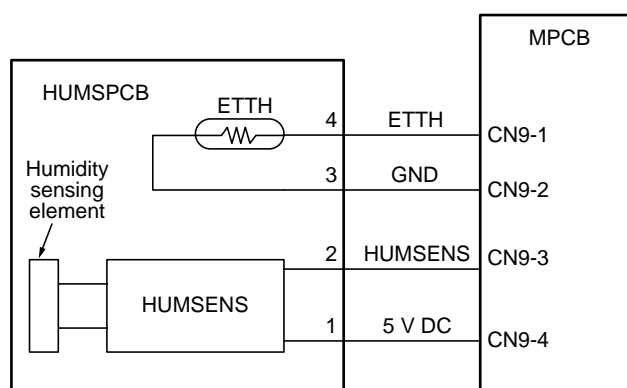 MPCB
HUMSPCB
ETTH
4
ETTH
CN9-1
3
GND
CN9-2
Humidity
sensing
element
2
HUMSENS
CN9-3
HUMSENS
1
5 V DC
CN9-4